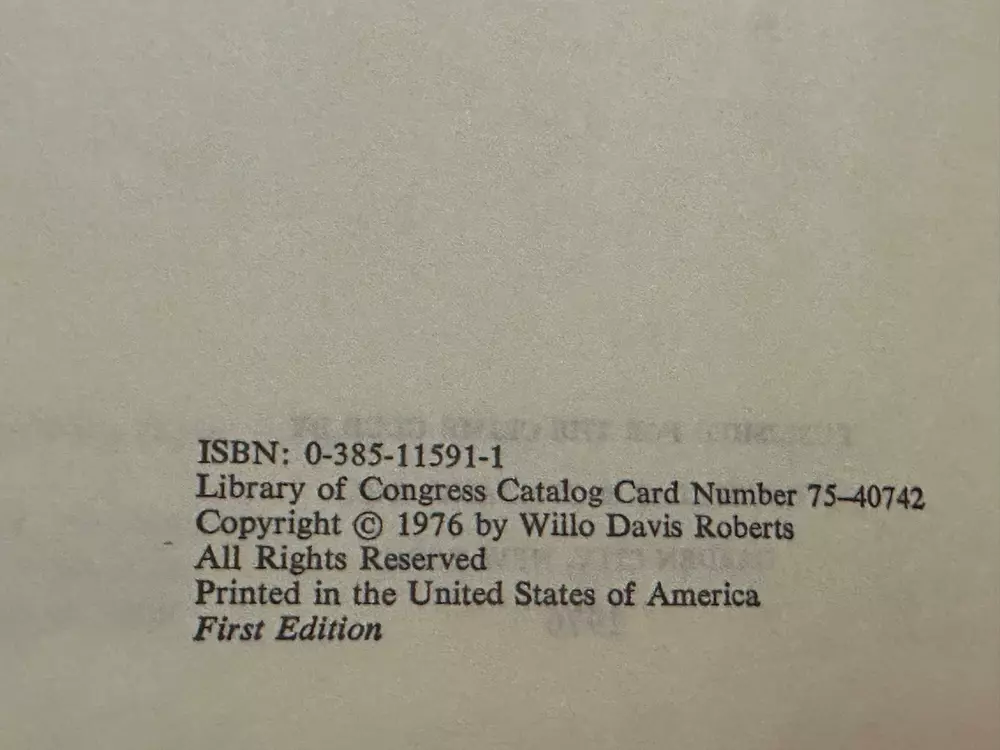 ISBN: 0-385-11591-1
Library of Congress Catalog Card Number 75–40742
Copyright © 1976 by Willo Davis Roberts
All Rights Reserved
Printed in the United States of America
First Edition